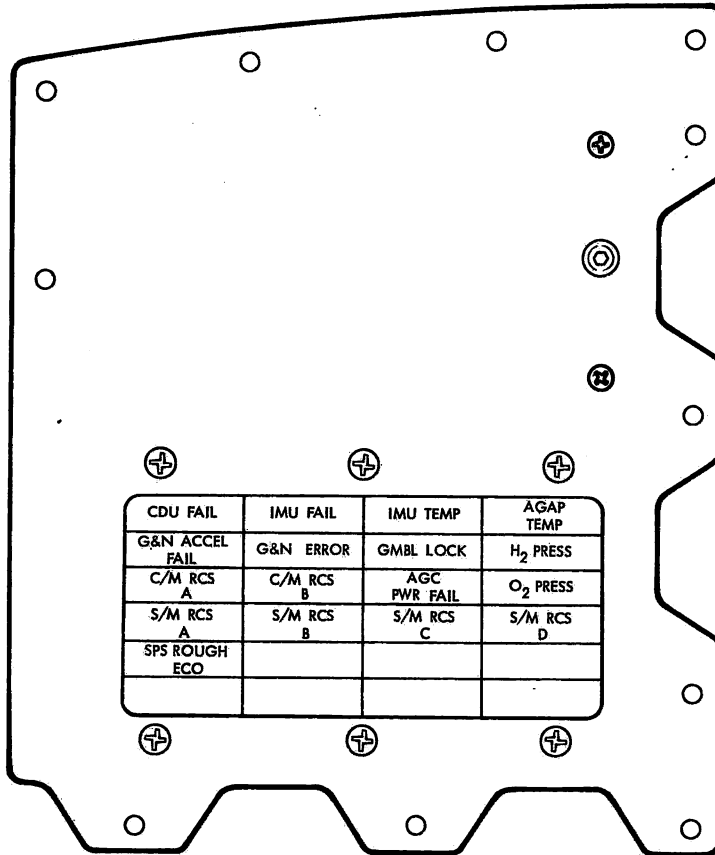 CDU FAIL
IMU FAIL
IMU TEMP
AGAP
TEMP
G&N ACCEL
FAIL
G&N ERROR
GMBL LOCK
H2 PRESS
C/M RCS
A
C/M RCS
B
AGC
PWR FAIL
O2 PRESS
S/M RCS
A
S/M RCS
B
S/M RCS
C
S/M RCS
D
SPS ROUGH
ECO